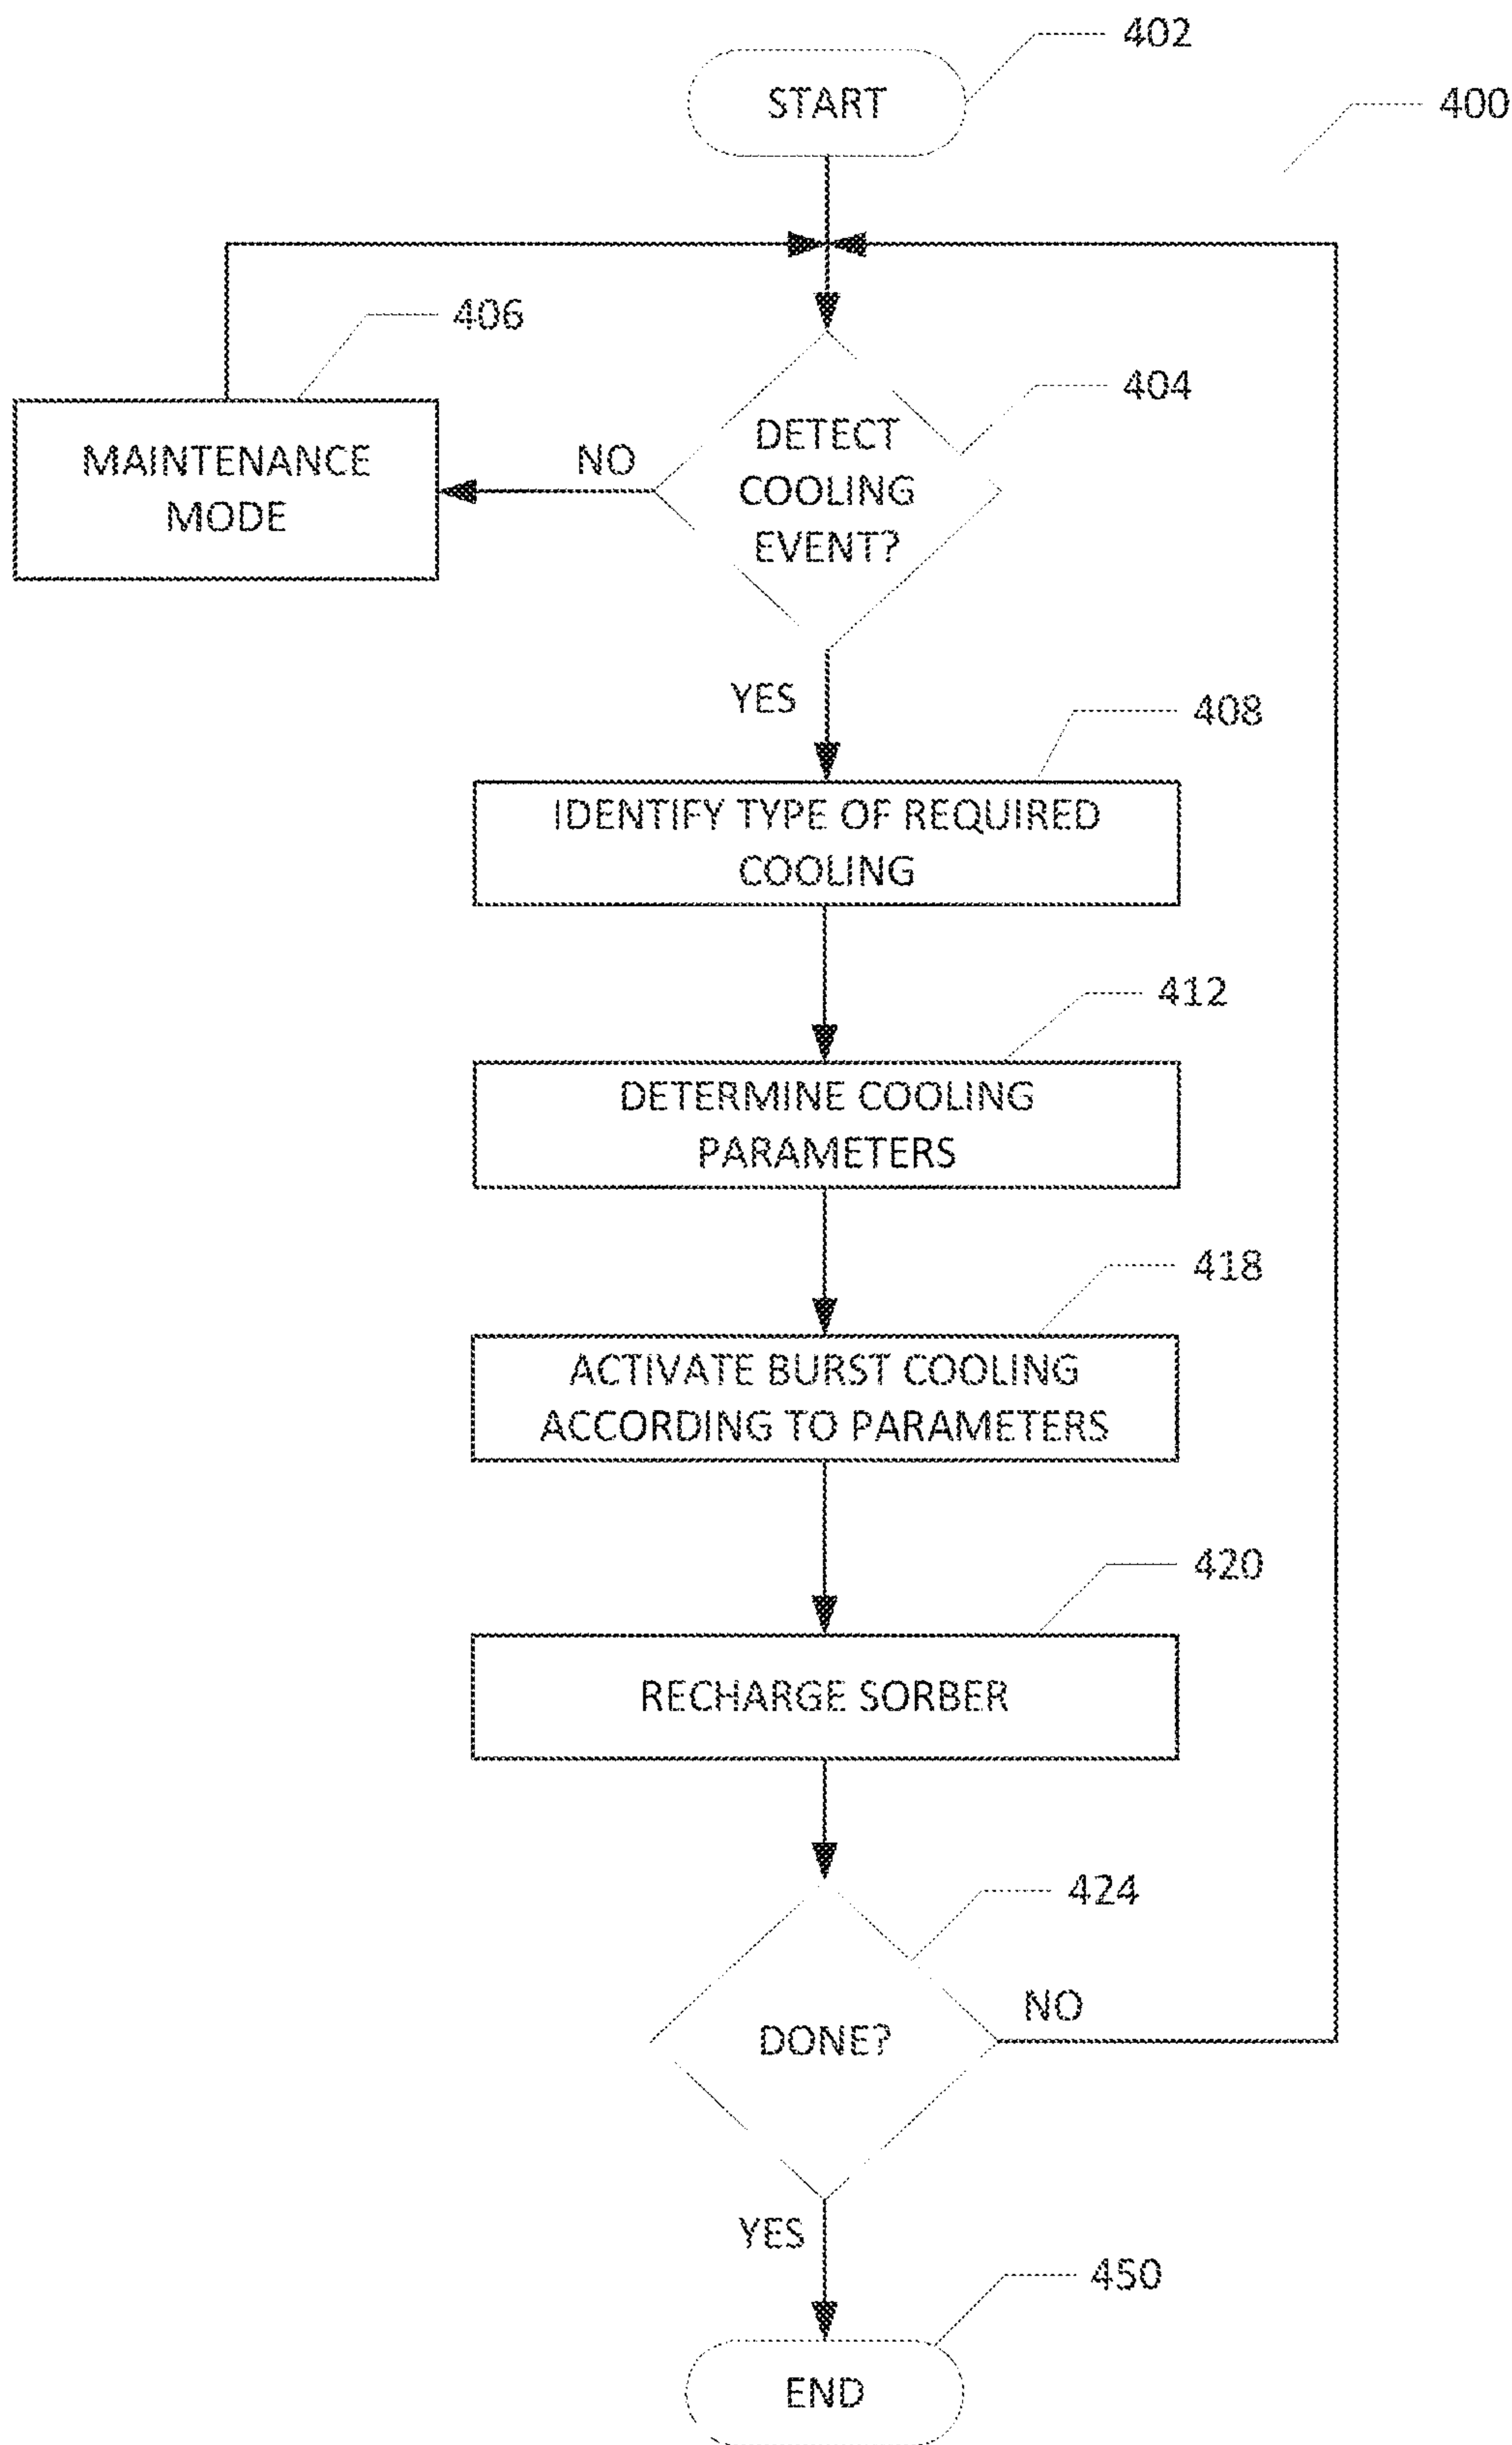 402
START
400
406
404
MAINTENANCE
MODE
NO
DETECT
COOLING
EVENT?
YES
408
IDENTIFY TYPE OF REQUIRED
COOLING
412
DETERMINE COOLING
PARAMETERS
418
ACTIVATE BURST COOLING
ACCORDING TO PARAMETERS
420
RECHARGE SORBER
424
NO
DONE?
YES
450
END